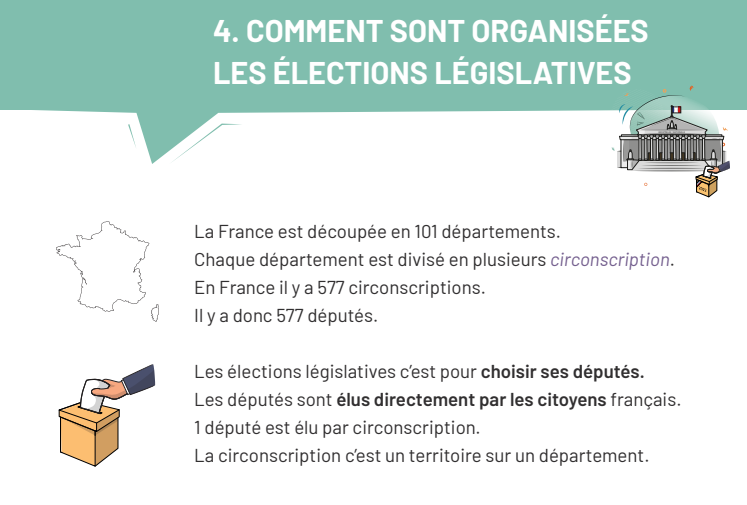 4. COMMENT SONT ORGANISÉES
LES ÉLECTIONS LÉGISLATIVES
La France est découpée en 101 départements.
Chaque département est divisé en plusieurs circonscription.
En France il y a 577 circonscriptions.
Il y a donc 577 députés.
Les élections législatives c’est pour choisir ses députés.
Les députés sont élus directement par les citoyens français.
1 député est élu par circonscription.
La circonscription c’est un territoire sur un département.